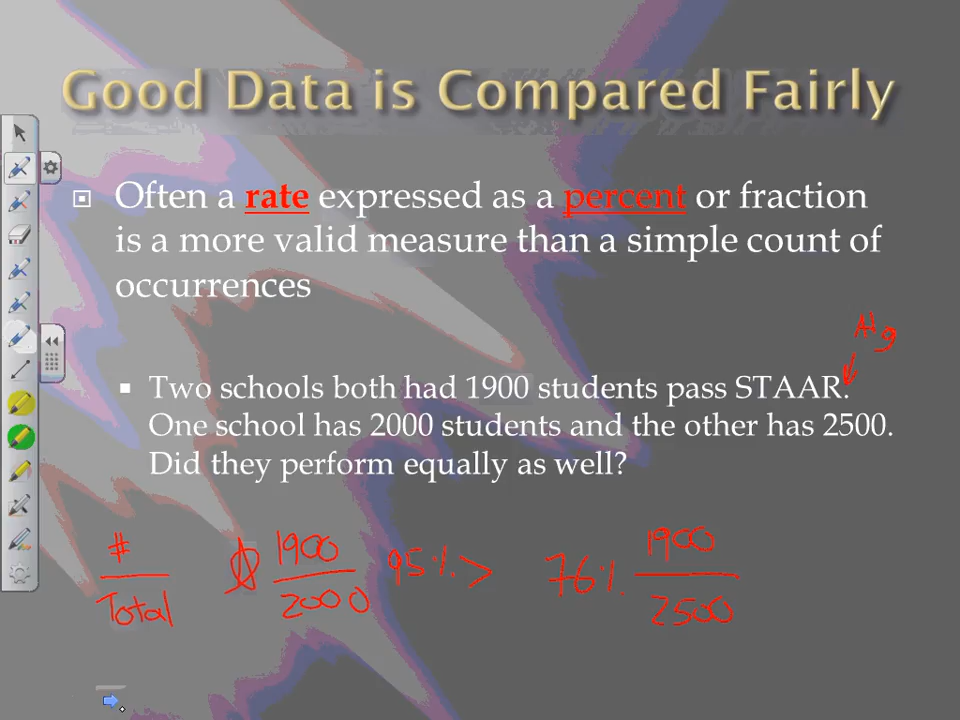 Good Data is Compared Fairly
Often a rate expressed as a percent or fraction
is a more valid measure than a simple count of
occurrences
Alg
Two schools both had 1900 students pass STAAR.
One school has 2000 students and the other has 2500.
Did they perform equally as well?
#
Total
1900
2000
95%. >
76%.
1900
2500